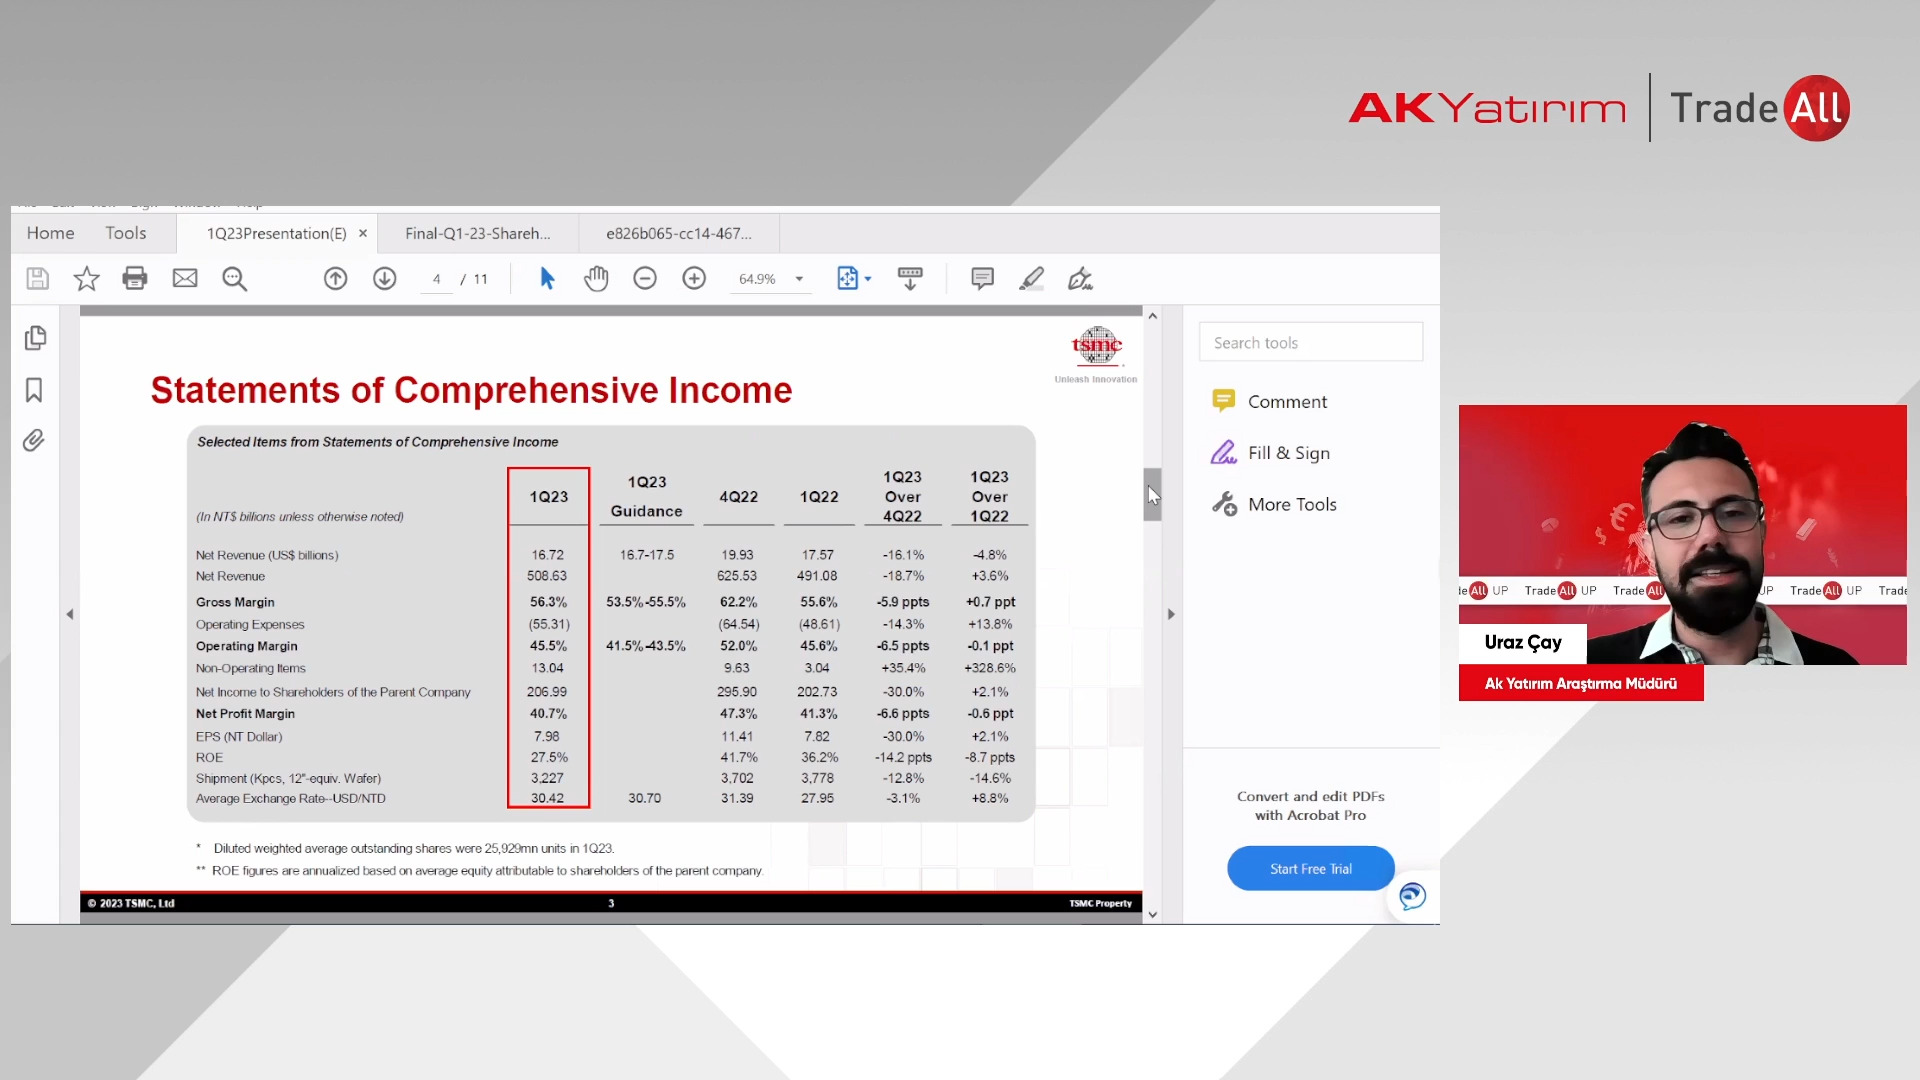 AKYatırım | TradeAll
Home Tools 1Q23Presentation(E) × Final-Q1-23-Shareh... e826b065-cc14-467...
4 / 11 64.9%
tsmc
Unleash Innovation
Statements of Comprehensive Income
Selected Items from Statements of Comprehensive Income
(In NT$ billions unless otherwise noted) 1Q23 1Q23 Guidance 4Q22 1Q22 1Q23 Over 4Q22 1Q23 Over 1Q22
Net Revenue (US$ billions) 16.72 16.7-17.5 19.93 17.57 -16.1% -4.8%
Net Revenue 508.63 625.53 491.08 -18.7% +3.6%
Gross Margin 56.3% 53.5%-55.5% 62.2% 55.6% -5.9 ppts +0.7 ppt
Operating Expenses (55.31) (64.54) (48.61) -14.3% +13.8%
Operating Margin 45.5% 41.5%-43.5% 52.0% 45.6% -6.5 ppts -0.1 ppt
Non-Operating Items 13.04 9.63 3.04 +35.4% +328.6%
Net Income to Shareholders of the Parent Company 206.99 295.90 202.73 -30.0% +2.1%
Net Profit Margin 40.7% 47.3% 41.3% -6.6 ppts -0.6 ppt
EPS (NT Dollar) 7.98 11.41 7.82 -30.0% +2.1%
ROE 27.5% 41.7% 36.2% -14.2 ppts -8.7 ppts
Shipment (Kpcs, 12"-equiv. Wafer) 3,227 3,702 3,778 -12.8% -14.6%
Average Exchange Rate--USD/NTD 30.42 30.70 31.39 27.95 -3.1% +8.8%
* Diluted weighted average outstanding shares were 25,929mn units in 1Q23.
** ROE figures are annualized based on average equity attributable to shareholders of the parent company.
© 2023 TSMC, Ltd 3 TSMC Property
Search tools
Comment
Fill & Sign
More Tools
Convert and edit PDFs
with Acrobat Pro
Start Free Trial
All UP TradeAll UP TradeAll UP TradeAll UP Trade
Uraz Çay
Ak Yatırım Araştırma Müdürü